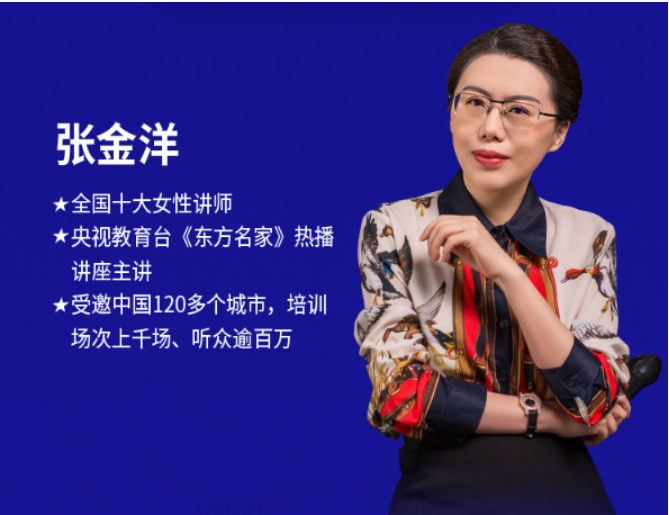 张金洋
★全国十大女性讲师
★央视教育台《东方名家》热播
讲座主讲
★受邀中国120多个城市，培训
场次上千场、听众逾百万